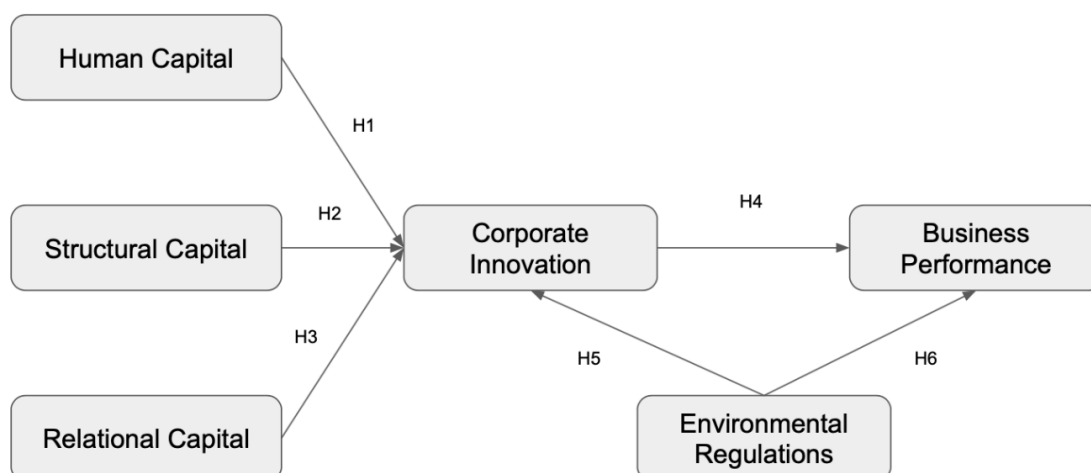 Human Capital
H1
Structural Capital
H2
Corporate
Innovation
H4
Business
Performance
H3
Relational Capital
H5
H6
Environmental
Regulations